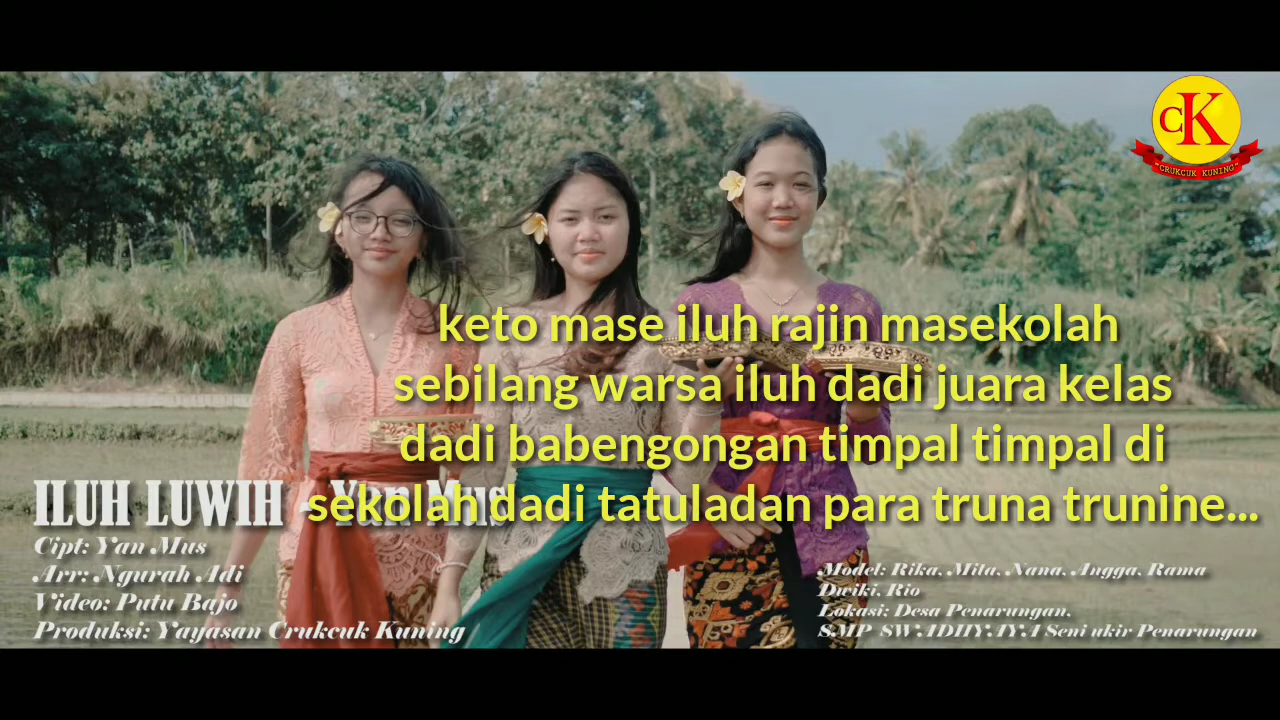 CK
"CRUKCUK KUNING"
keto mase iluh rajin masekolah
sebilang warsa iluh dadi juara kelas
dadi babengongan timpal timpal di
sekolah dadi tatuladan para truna trunine...
ILUH LUWIH - Yan Mus
Cipt: Yan Mus
Arr: Ngurah Adi
Video: Putu Bajo
Produksi: Yayasan Crukcuk Kuning
Model: Rika, Mita, Nana, Angga, Rama
Dwiki, Rio
Lokasi: Desa Penarungan,
SMP SWADHYAYA Seni ukir Penarungan